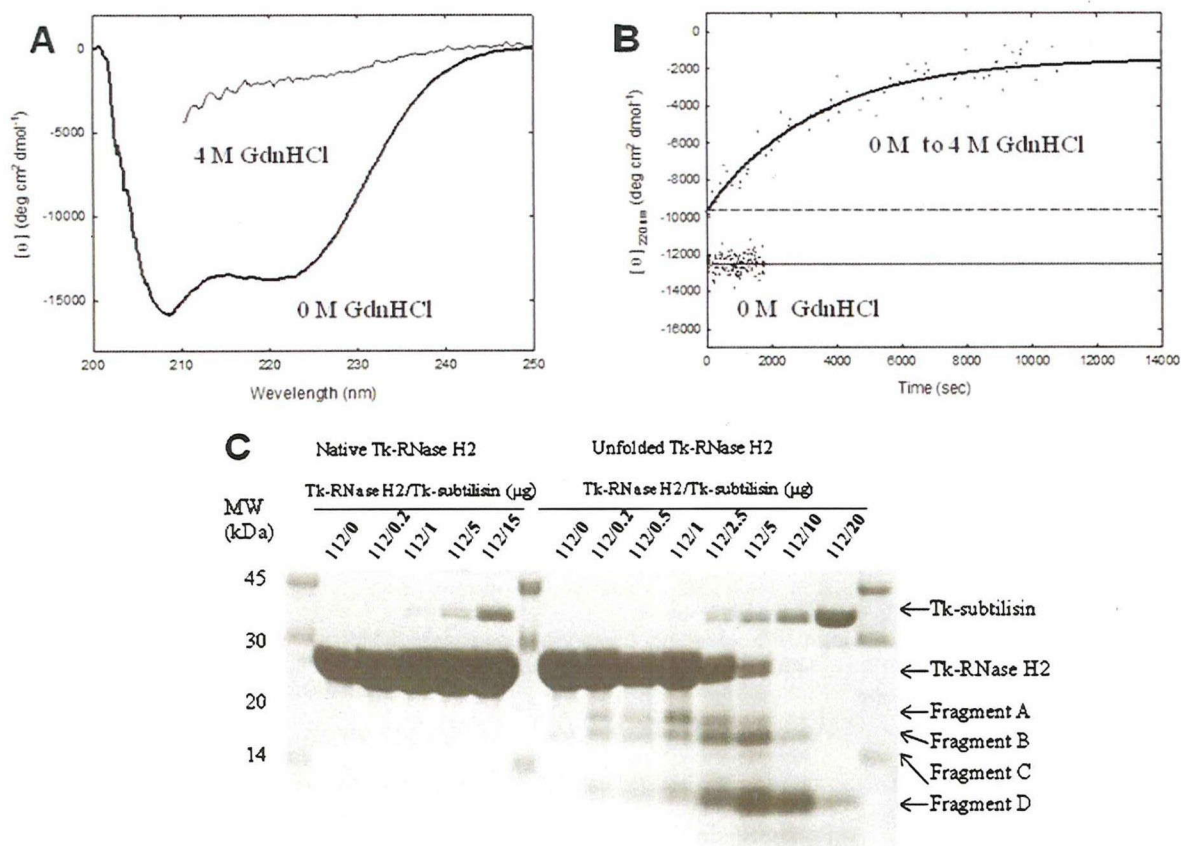 A
0
-5000
-10000
-15000
4 M GdnHCl
0 M GdnHCl
200
210
220
230
240
250
Wavelength (nm)
[θ] (deg cm² dmol⁻¹)
B
0
-2000
-4000
-6000
-8000
-10000
-12000
-14000
-16000
0 M to 4 M GdnHCl
0 M GdnHCl
0
2000
4000
6000
8000
10000
12000
14000
Time (sec)
[θ]220 nm (deg cm² dmol⁻¹)
C
Native Tk-RNase H2
Unfolded Tk-RNase H2
Tk-RNase H2/Tk-subtilisin (μg)
Tk-RNase H2/Tk-subtilisin (μg)
MW
(kDa)
112/0
112/0.2
112/1
112/5
112/15
112/0
112/0.2
112/0.5
112/1
112/2.5
112/5
112/10
112/20
45
30
20
14
Tk-subtilisin
Tk-RNase H2
Fragment A
Fragment B
Fragment C
Fragment D